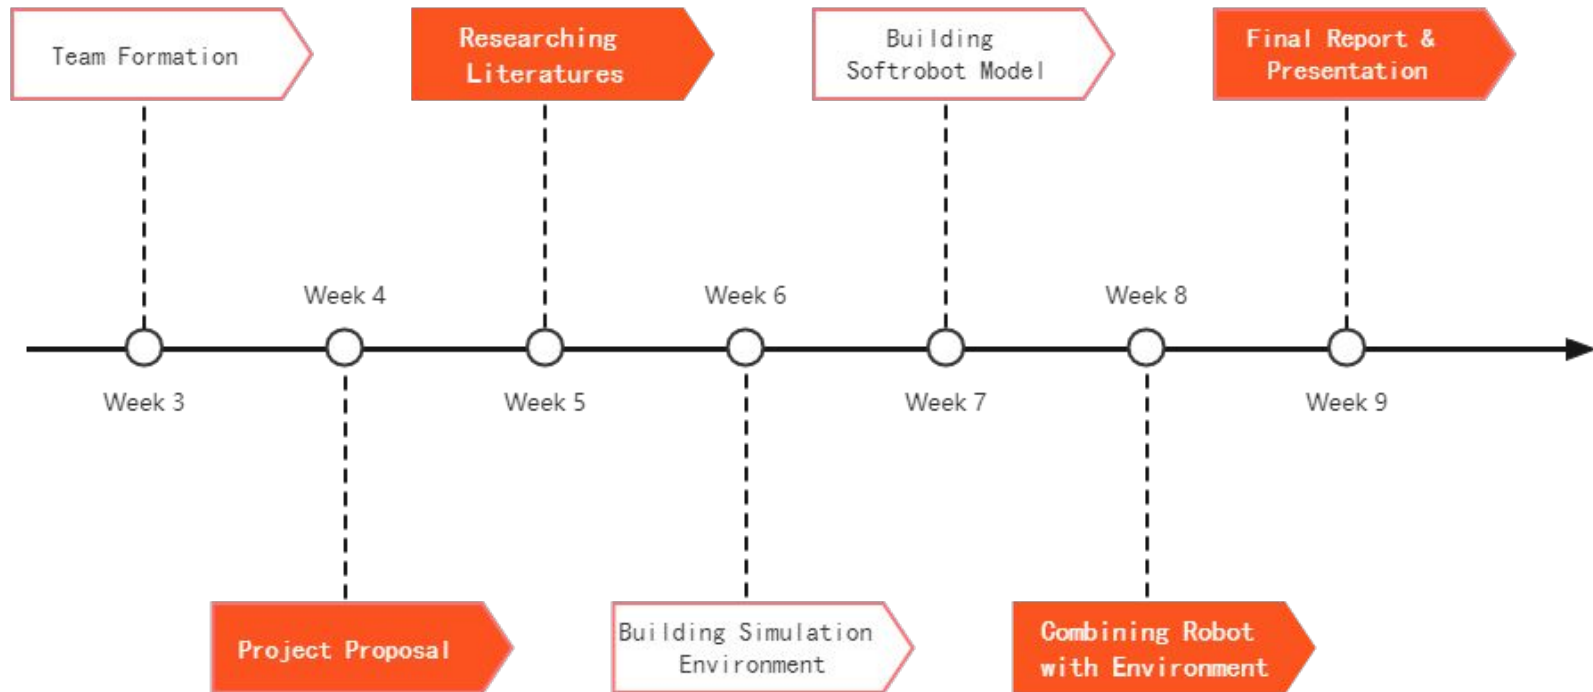 Team Formation
Researching
Literatures
Building
Softrobot Model
Final Report &
Presentation
Week 4
Week 6
Week 8
Week 3
Week 5
Week 7
Week 9
Project Proposal
Building Simulation
Environment
Combining Robot
with Environment